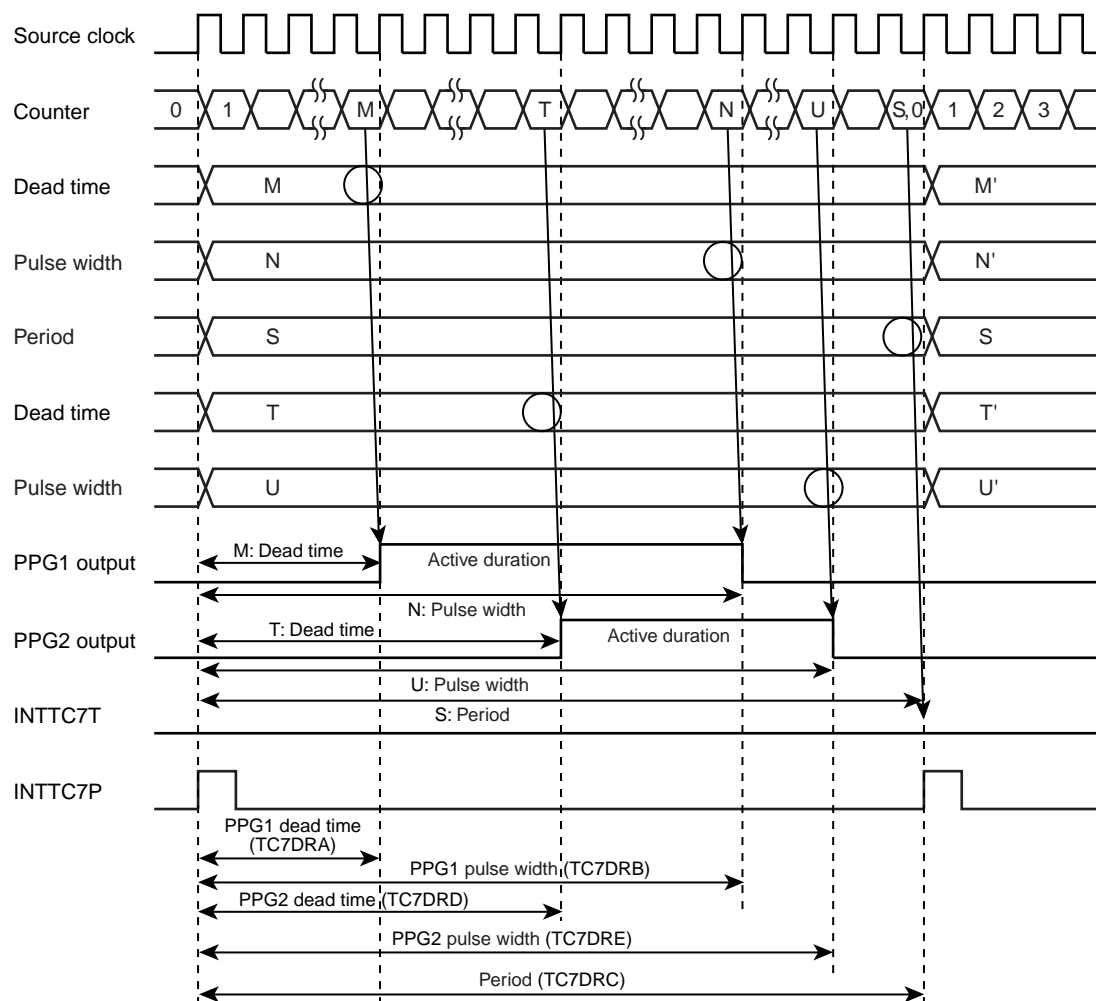 Source clock
Counter 0 1 M T N U S,0 1 2 3
Dead time M M'
Pulse width N N'
Period S S
Dead time T T'
Pulse width U U'
PPG1 output M: Dead time Active duration
N: Pulse width
PPG2 output T: Dead time Active duration
U: Pulse width
INTTC7T S: Period
INTTC7P
PPG1 dead time
(TC7DRA)
PPG1 pulse width (TC7DRB)
PPG2 dead time (TC7DRD)
PPG2 pulse width (TC7DRE)
Period (TC7DRC)